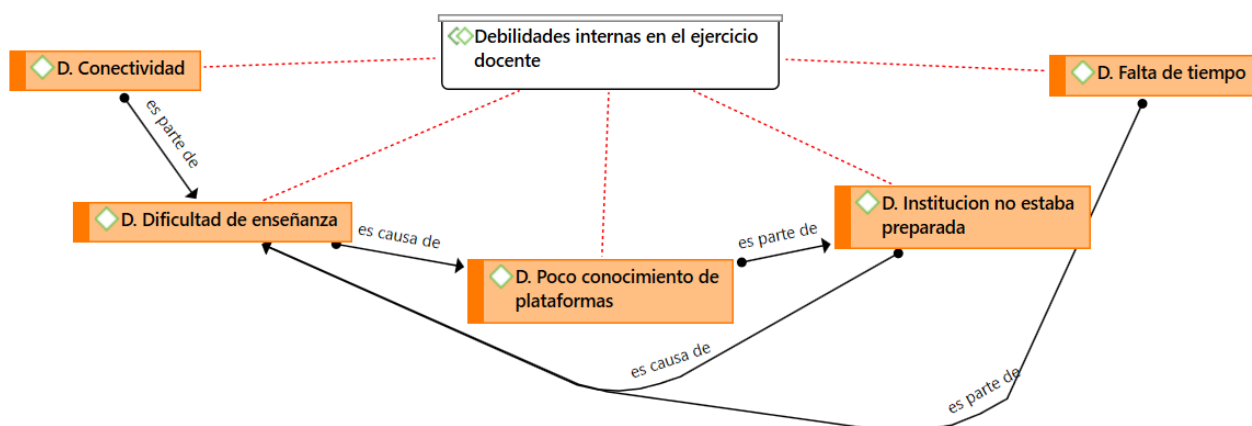 Debilidades internas en el ejercicio
docente
D. Conectividad
D. Falta de tiempo
es parte de
D. Dificultad de enseñanza
es causa de
D. Poco conocimiento de
plataformas
es parte de
D. Institucion no estaba
preparada
es causa de
es parte de